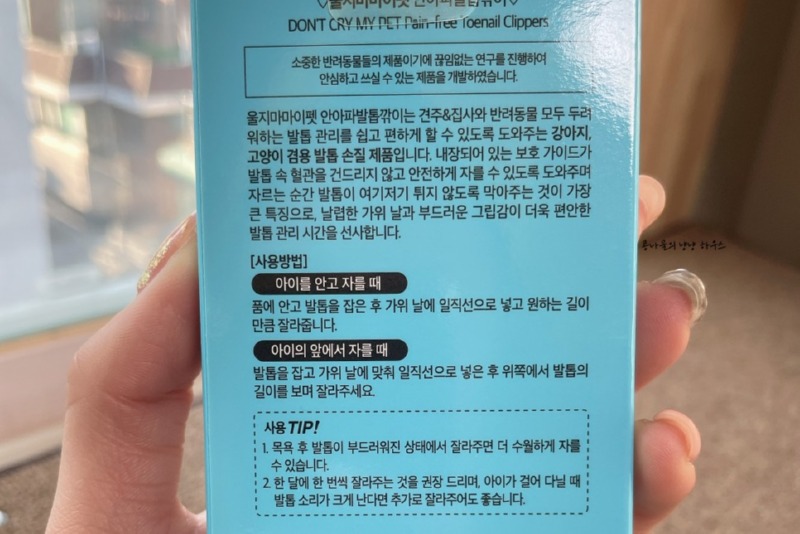 ♡울지마마이펫 안아파발톱깎이♡
DON'T CRY MY PET Pain-free Toenail Clippers
소중한 반려동물들의 제품이기에 끊임없는 연구를 진행하여
안심하고 쓰실 수 있는 제품을 개발하였습니다.
울지마마이펫 안아파발톱깎이는 견주&집사와 반려동물 모두 두려
워하는 발톱 관리를 쉽고 편하게 할 수 있도록 도와주는 강아지,
고양이 겸용 발톱 손질 제품입니다. 내장되어 있는 보호 가이드가
발톱 속 혈관을 건드리지 않고 안전하게 자를 수 있도록 도와주며
자르는 순간 발톱이 여기저기 튀지 않도록 막아주는 것이 가장
큰 특징으로, 날렵한 가위 날과 부드러운 그립감이 더욱 편안한
발톱 관리 시간을 선사합니다.
[사용방법]
아이를 안고 자를 때
품에 안고 발톱을 잡은 후 가위 날에 일직선으로 넣고 원하는 길이
만큼 잘라줍니다.
아이의 앞에서 자를 때
발톱을 잡고 가위 날에 맞춰 일직선으로 넣은 후 위쪽에서 발톱의
길이를 보며 잘라주세요.
사용TIP!
1. 목욕 후 발톱이 부드러워진 상태에서 잘라주면 더 수월하게 자를
수 있습니다.
2. 한 달에 한 번씩 잘라주는 것을 권장 드리며, 아이가 걸어 다닐 때
발톱 소리가 크게 난다면 추가로 잘라주어도 좋습니다.
하우스